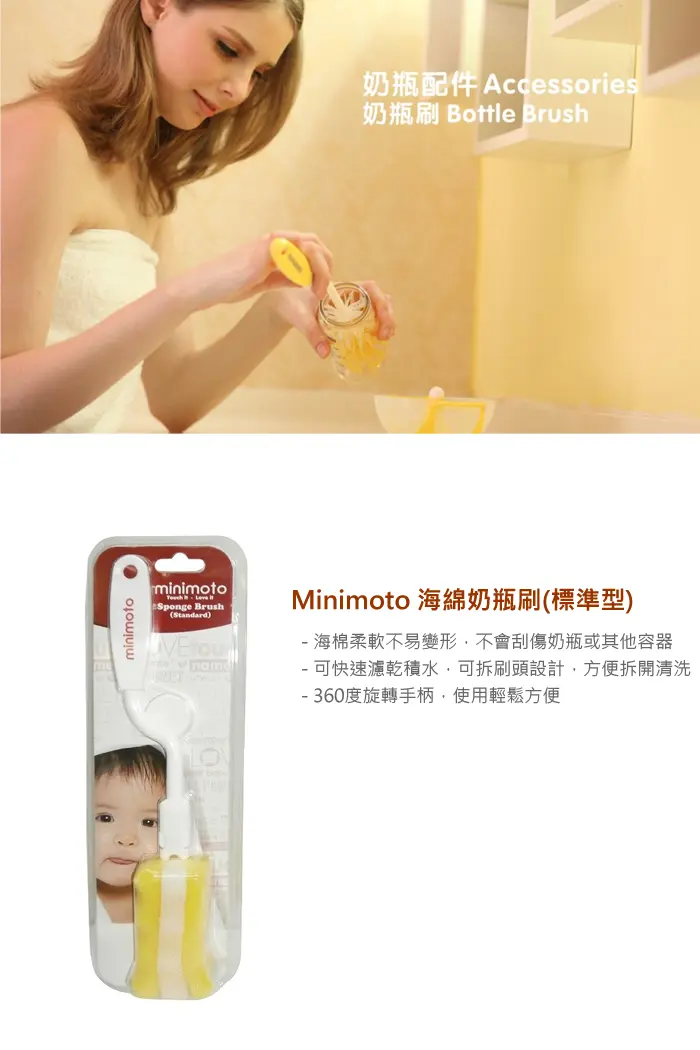 奶瓶配件 Accessories
奶瓶刷 Bottle Brush
minimoto
Touch it - Love it
Sponge Brush
(Standard)
minimoto
Minimoto 海綿奶瓶刷(標準型)
- 海棉柔軟不易變形，不會刮傷奶瓶或其他容器
- 可快速濾乾積水，可拆刷頭設計，方便拆開清洗
- 360度旋轉手柄，使用輕鬆方便